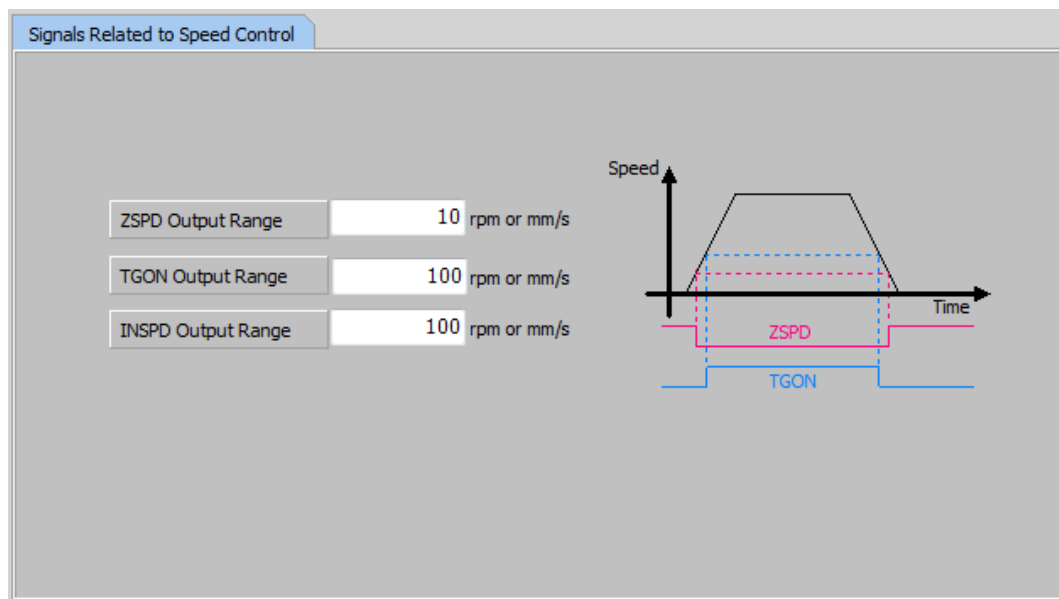 Signals Related to Speed Control
Speed
ZSPD Output Range 10 rpm or mm/s
TGON Output Range 100 rpm or mm/s
INSPD Output Range 100 rpm or mm/s
Time
ZSPD
TGON